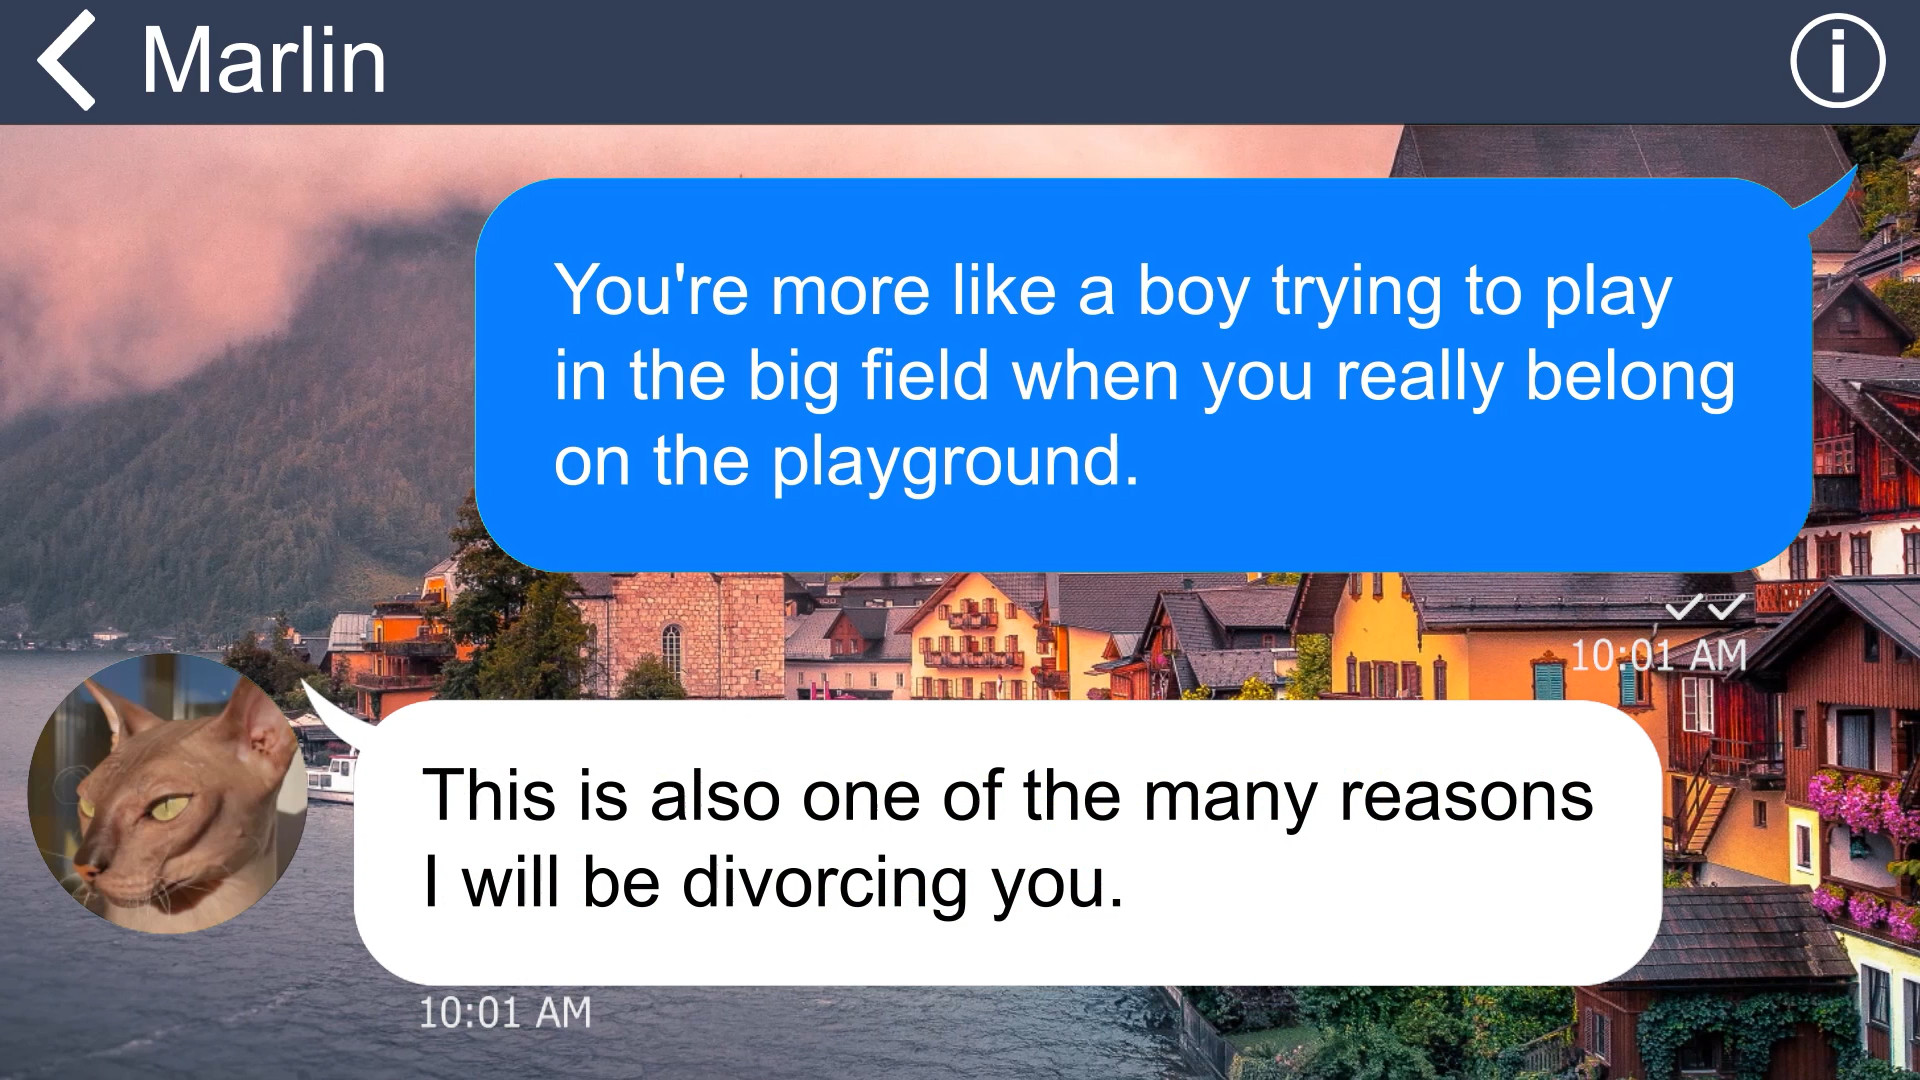 Marlin
You're more like a boy trying to play
in the big field when you really belong
on the playground.
10:01 AM
This is also one of the many reasons
I will be divorcing you.
10:01 AM